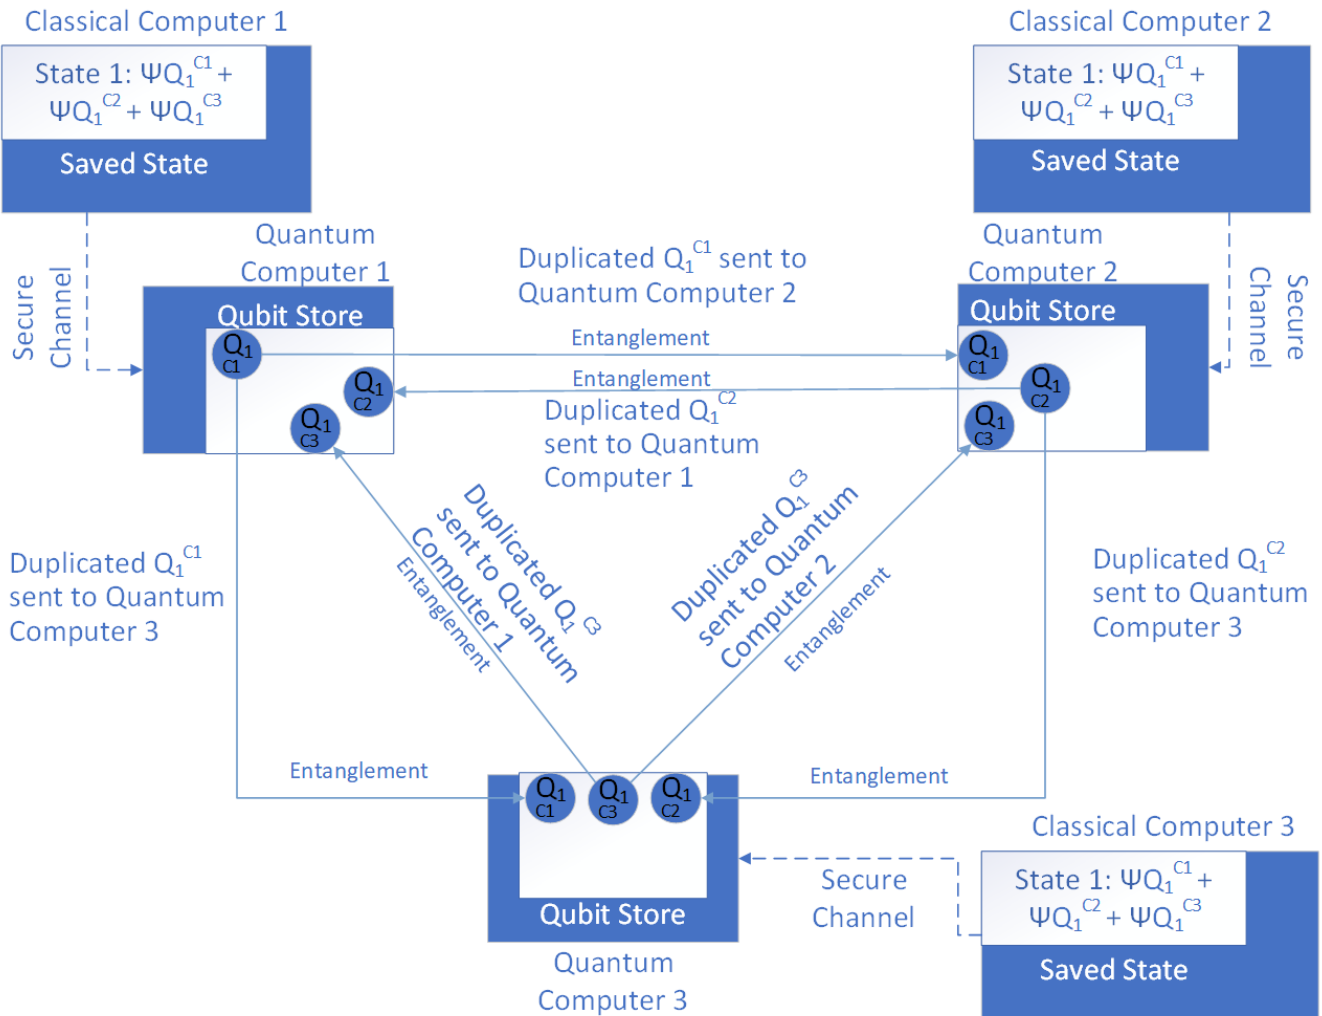 Classical Computer 1
State 1: ΨQ₁ᶜ¹ +
ΨQ₁ᶜ² + ΨQ₁ᶜ³
Saved State
Classical Computer 2
State 1: ΨQ₁ᶜ¹ +
ΨQ₁ᶜ² + ΨQ₁ᶜ³
Saved State
Secure
Channel
Quantum
Computer 1
Qubit Store
Q₁
C1
Q₁
C2
Q₁
C3
Duplicated Q₁ᶜ¹ sent to
Quantum Computer 2
Entanglement
Entanglement
Duplicated Q₁ᶜ²
sent to Quantum
Computer 1
Quantum
Computer 2
Qubit Store
Q₁
C1
Q₁
C2
Q₁
C3
Secure
Channel
Duplicated Q₁ᶜ¹
sent to Quantum
Computer 3
Duplicated Q₁ᶜ³
sent to Quantum
Computer 1
Entanglement
Duplicated Q₁ᶜ³
sent to Quantum
Computer 2
Entanglement
Duplicated Q₁ᶜ²
sent to Quantum
Computer 3
Entanglement
Entanglement
Q₁
C1
Q₁
C3
Q₁
C2
Qubit Store
Quantum
Computer 3
Secure
Channel
Classical Computer 3
State 1: ΨQ₁ᶜ¹ +
ΨQ₁ᶜ² + ΨQ₁ᶜ³
Saved State